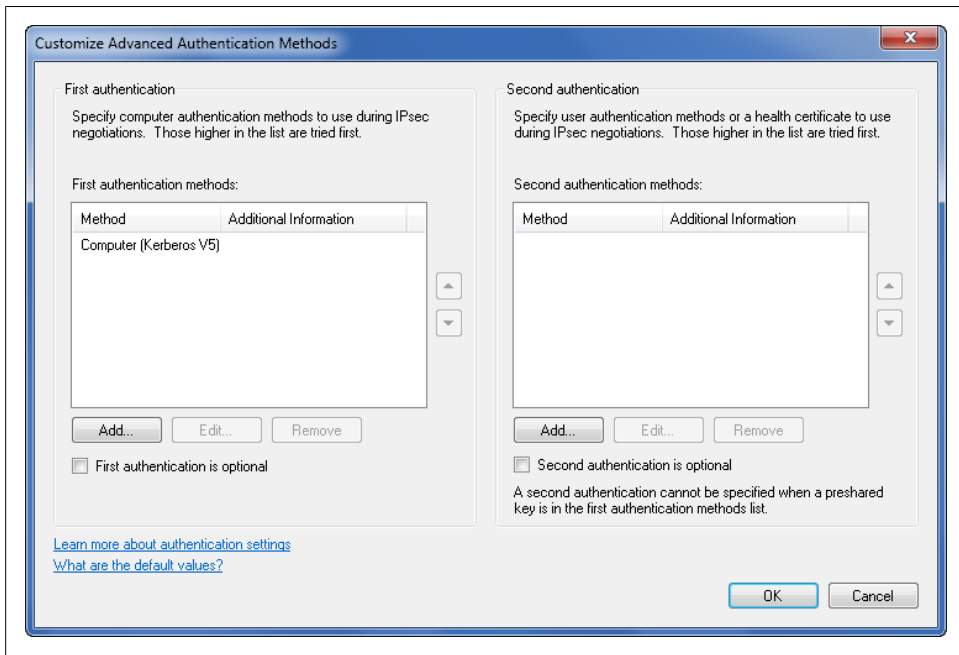 Customize Advanced Authentication Methods
First authentication
Specify computer authentication methods to use during IPsec
negotiations. Those higher in the list are tried first.
First authentication methods:
Method Additional Information
Computer (Kerberos V5)
Add... Edit... Remove
First authentication is optional
Second authentication
Specify user authentication methods or a health certificate to use
during IPsec negotiations. Those higher in the list are tried first.
Second authentication methods:
Method Additional Information
Add... Edit... Remove
Second authentication is optional
A second authentication cannot be specified when a preshared
key is in the first authentication methods list.
Learn more about authentication settings
What are the default values?
OK Cancel